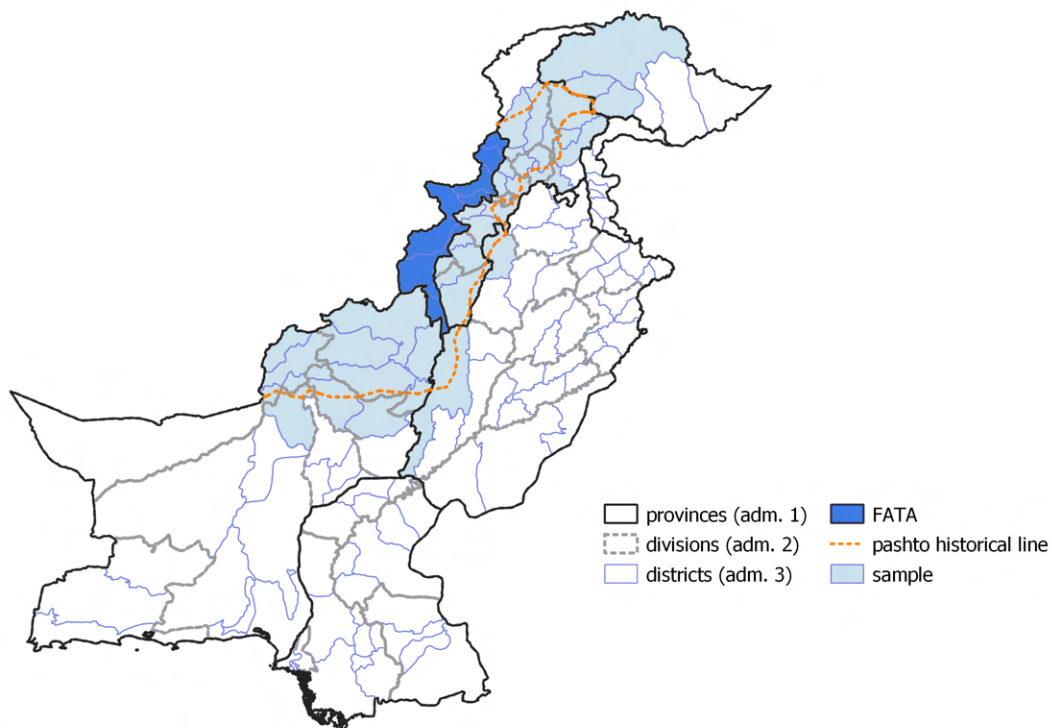 provinces (adm. 1)
divisions (adm. 2)
districts (adm. 3)
FATA
pashto historical line
sample